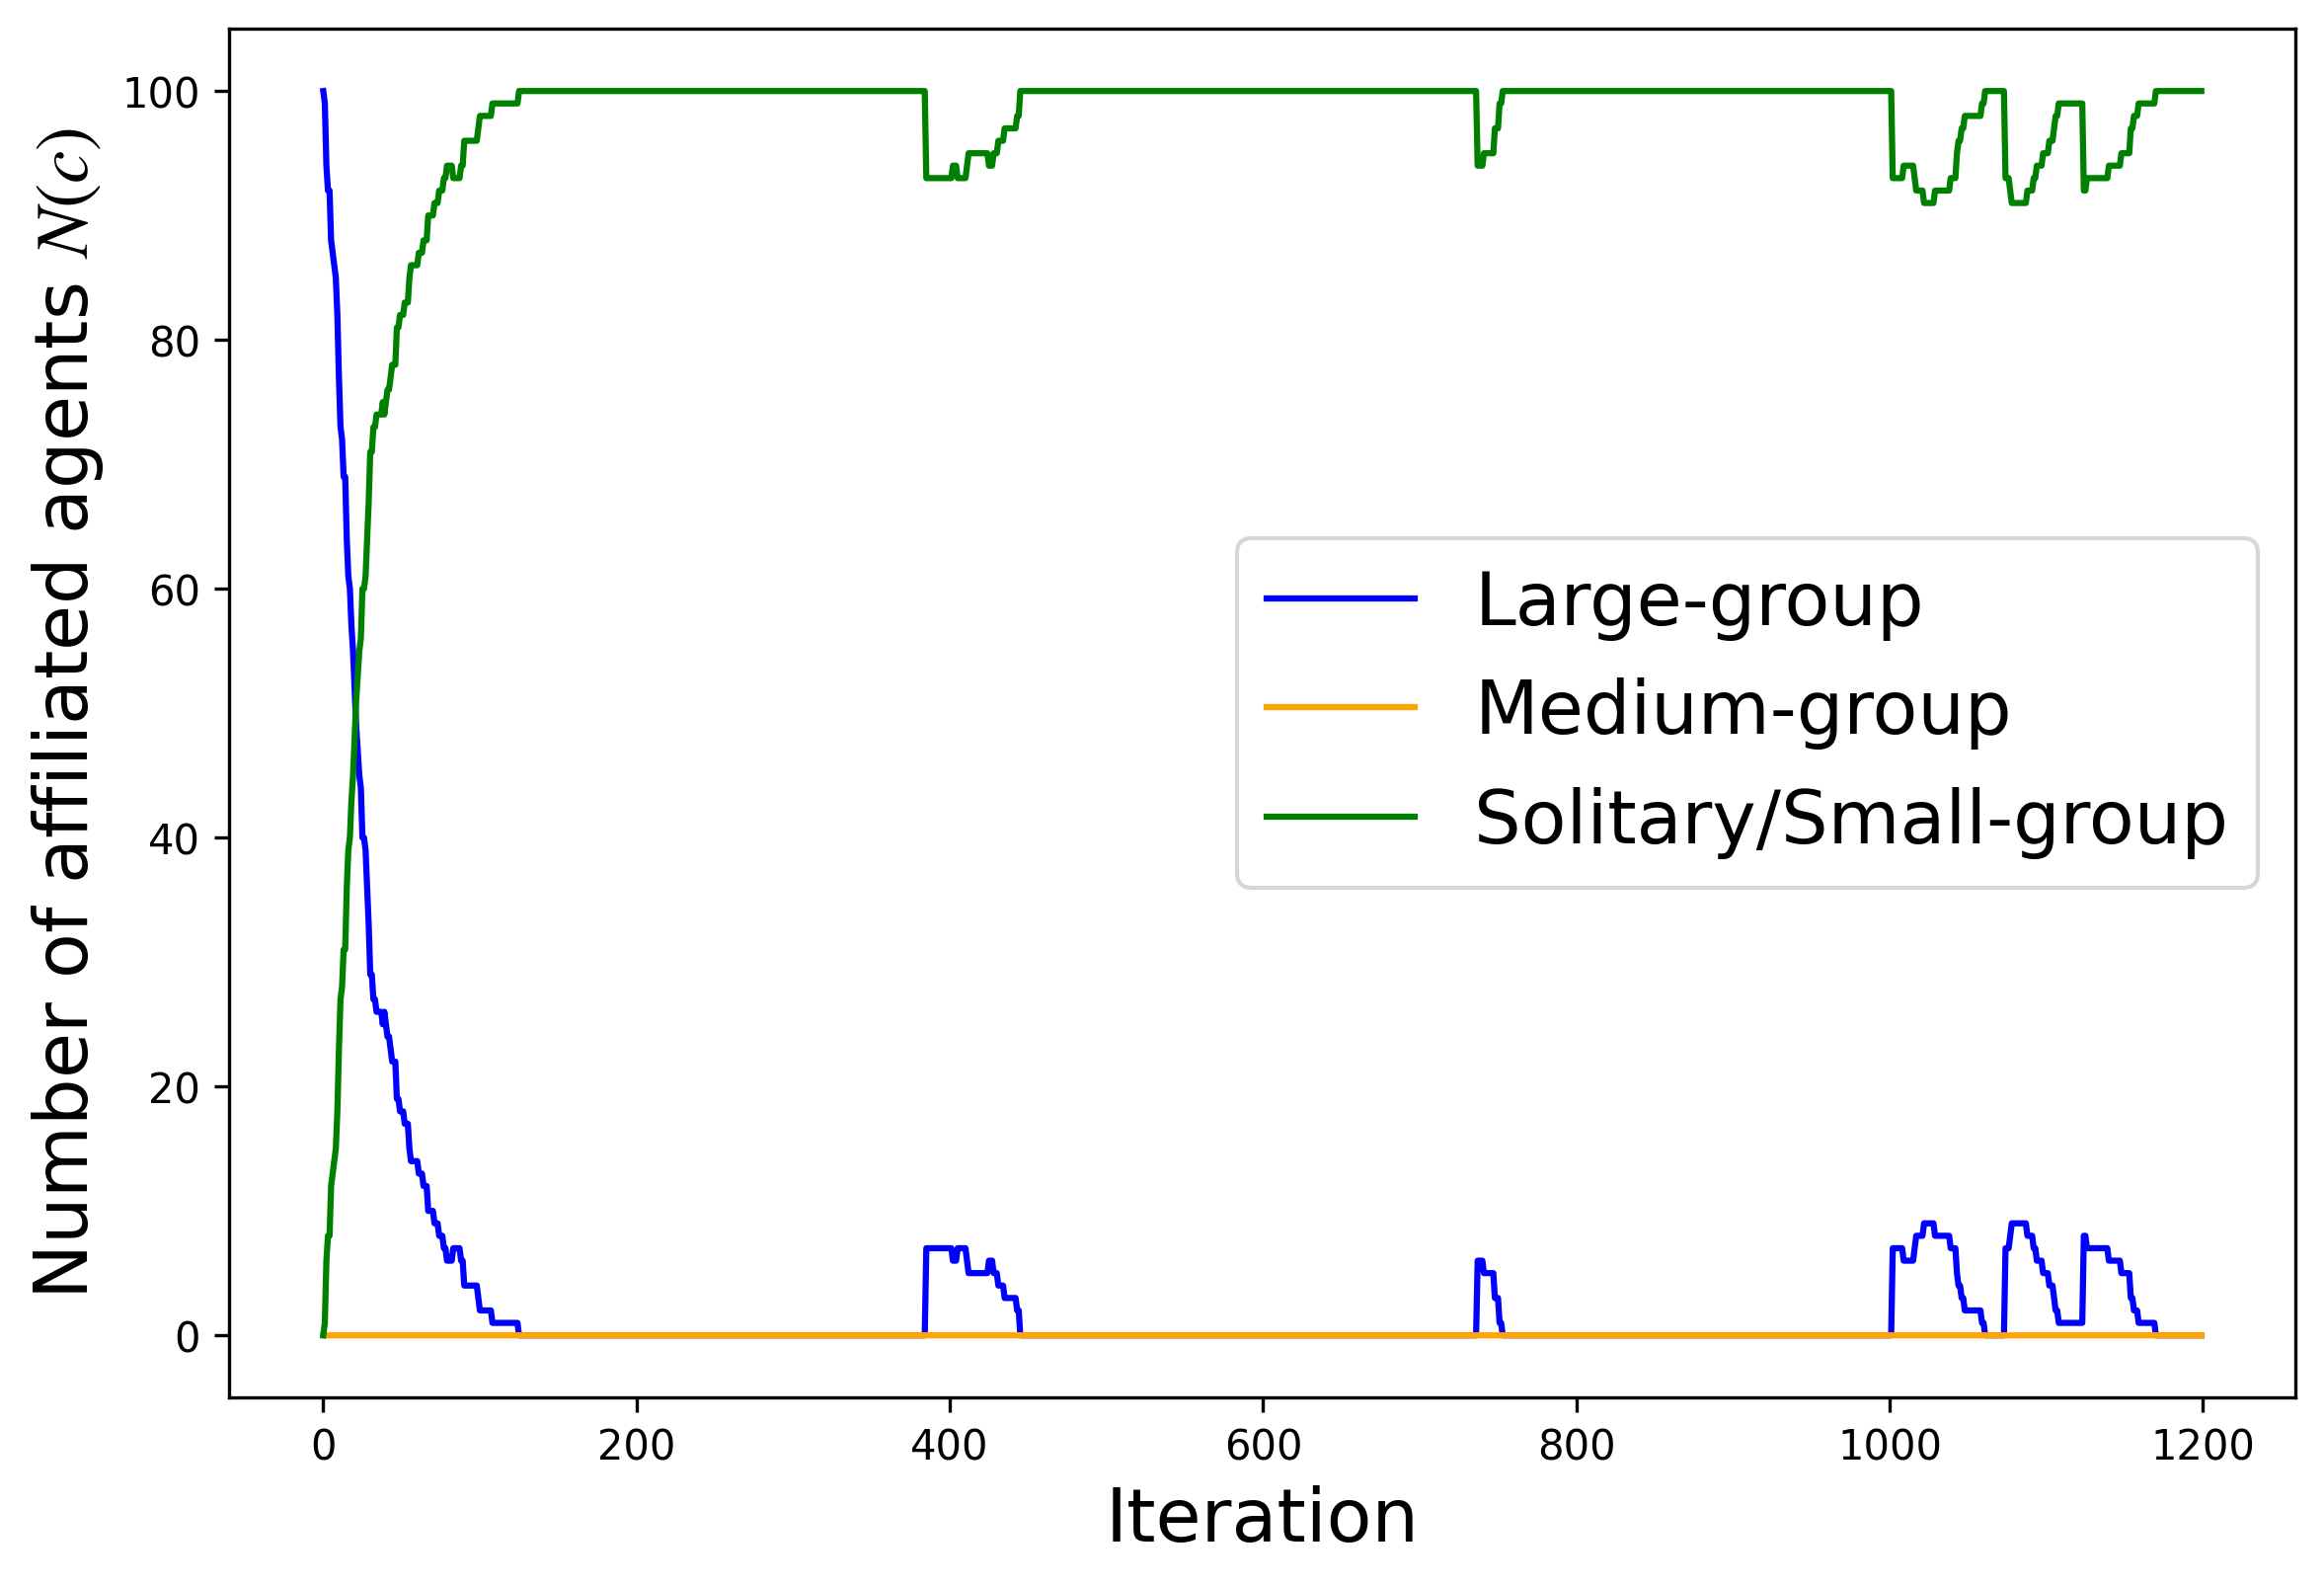 Number of affiliated agents N(c)
100
80
60
40
20
0
Large-group
Medium-group
Solitary/Small-group
0 200 400 600 800 1000 1200
Iteration